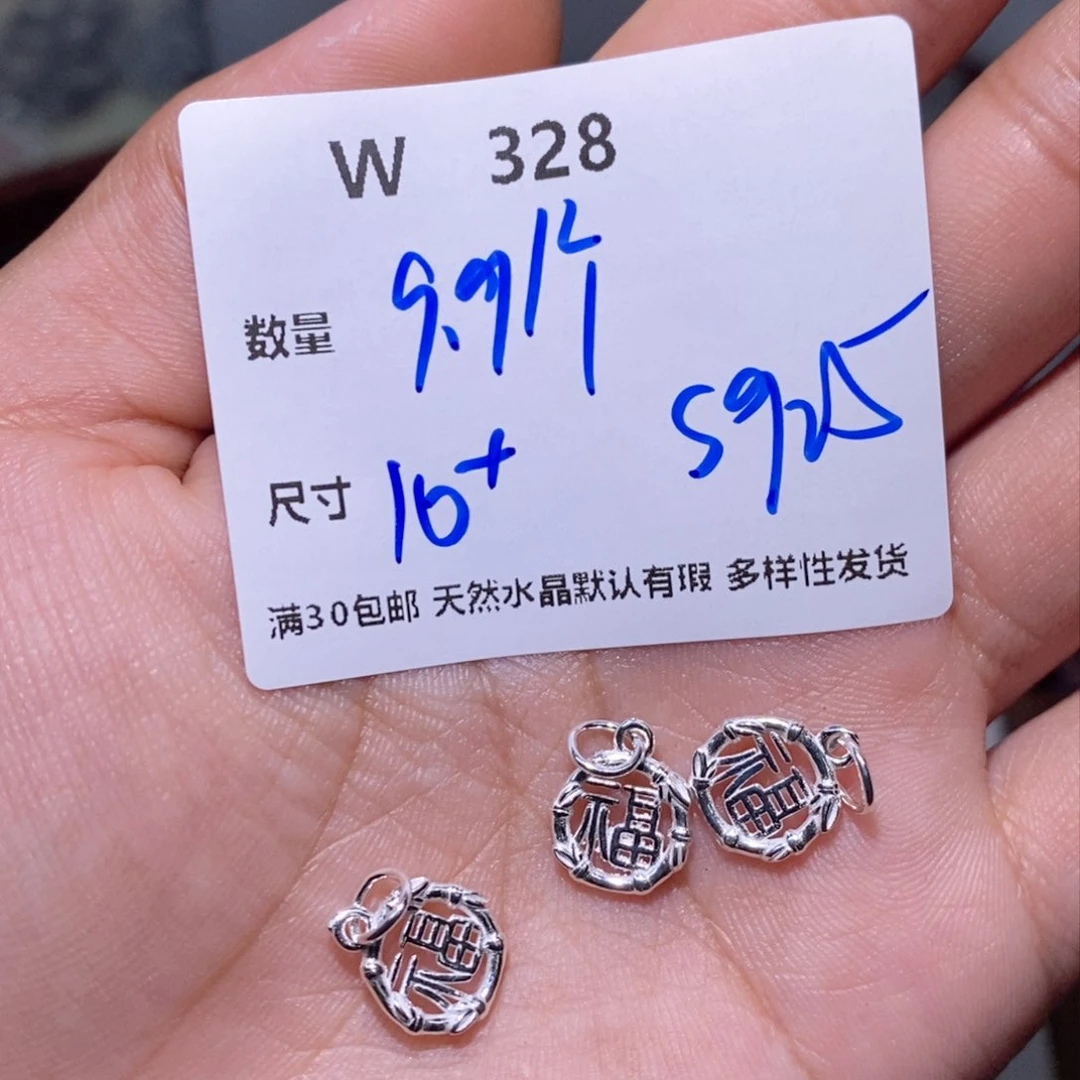 W 328
数量 9.9/个
S925
尺寸 10+
满30包邮 天然水晶默认有瑕 多样性发货
福
福
福